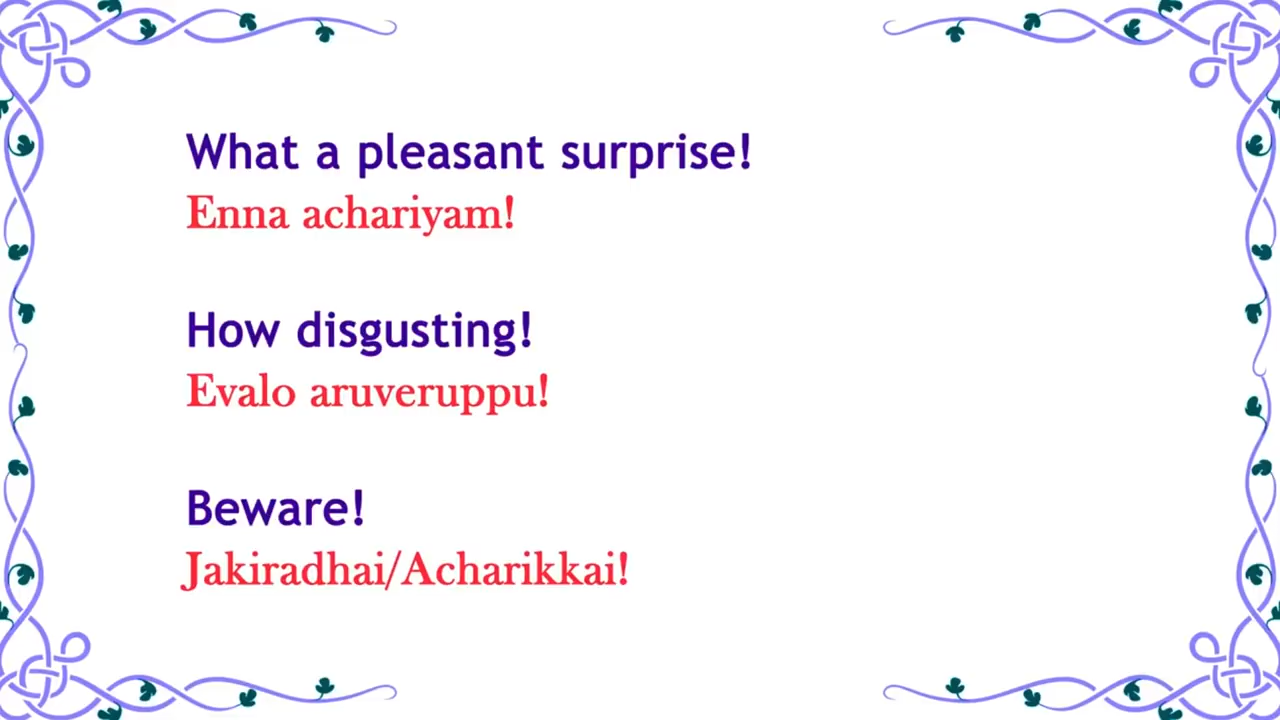 What a pleasant surprise!
Enna achariyam!
How disgusting!
Evalo aruveruppu!
Beware!
Jakiradhai/Acharikkai!